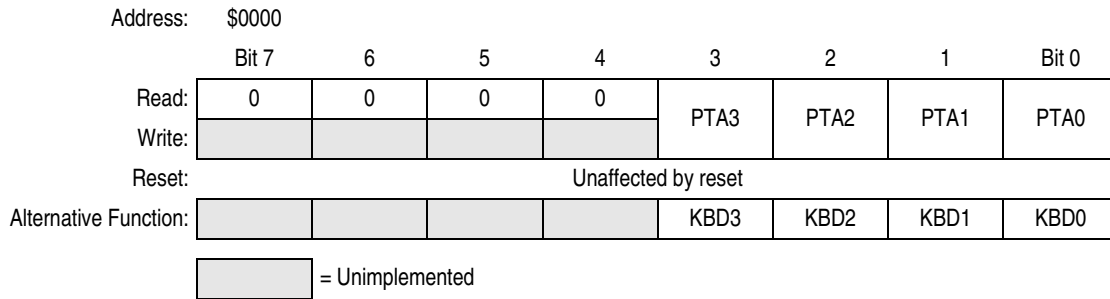 Address: $0000
Bit 7 6 5 4 3 2 1 Bit 0
Read: 0 0 0 0 PTA3 PTA2 PTA1 PTA0
Write:
Reset: Unaffected by reset
Alternative Function: KBD3 KBD2 KBD1 KBD0
= Unimplemented